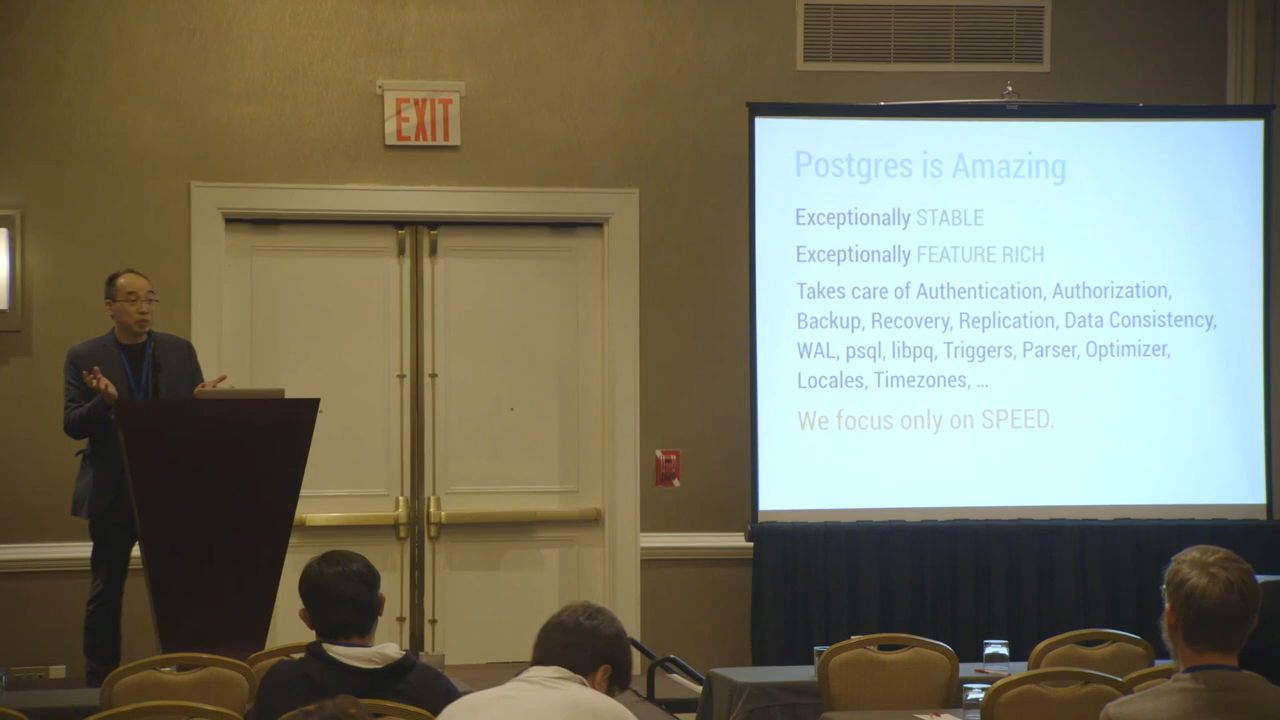 EXIT
Postgres is Amazing
Exceptionally STABLE
Exceptionally FEATURE RICH
Takes care of Authentication, Authorization,
Backup, Recovery, Replication, Data Consistency,
WAL, psql, libpq, Triggers, Parser, Optimizer,
Locales, Timezones, ...
We focus only on SPEED.